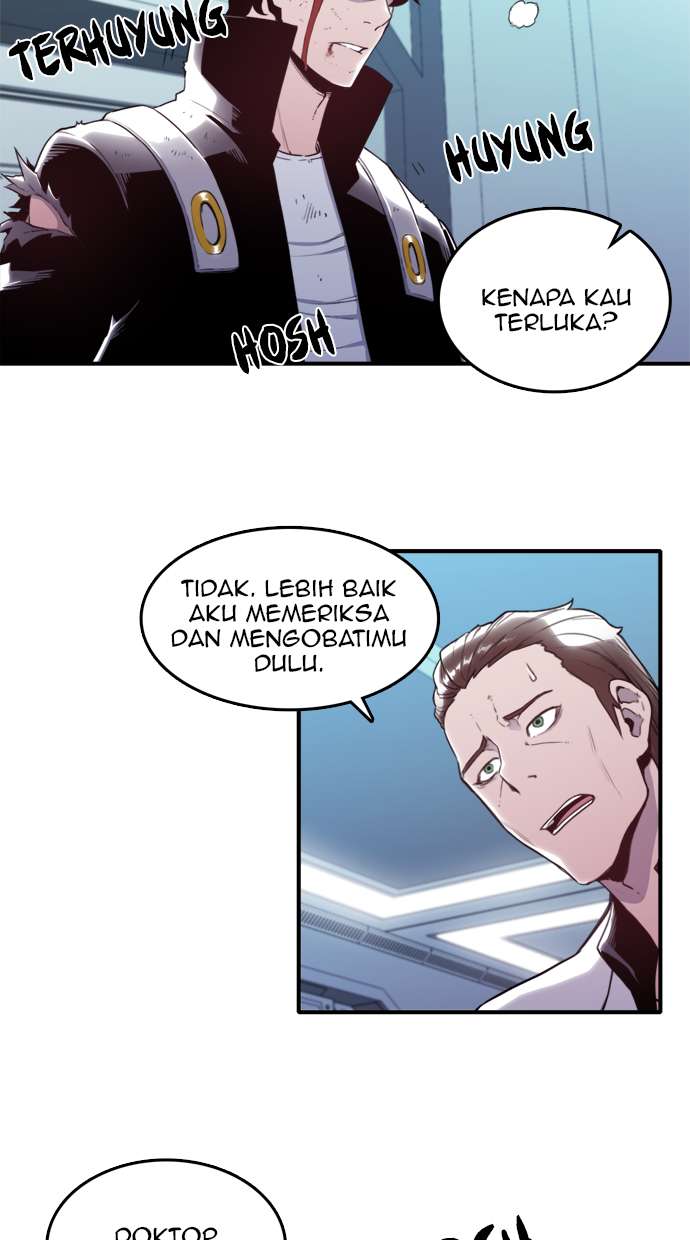 TERHUYUNG
HUYUNG
KENAPA KAU
TERLUKA?
HOSH
TIDAK. LEBIH BAIK
AKU MEMERIKSA
DAN MENGOBATIMU
DULU.